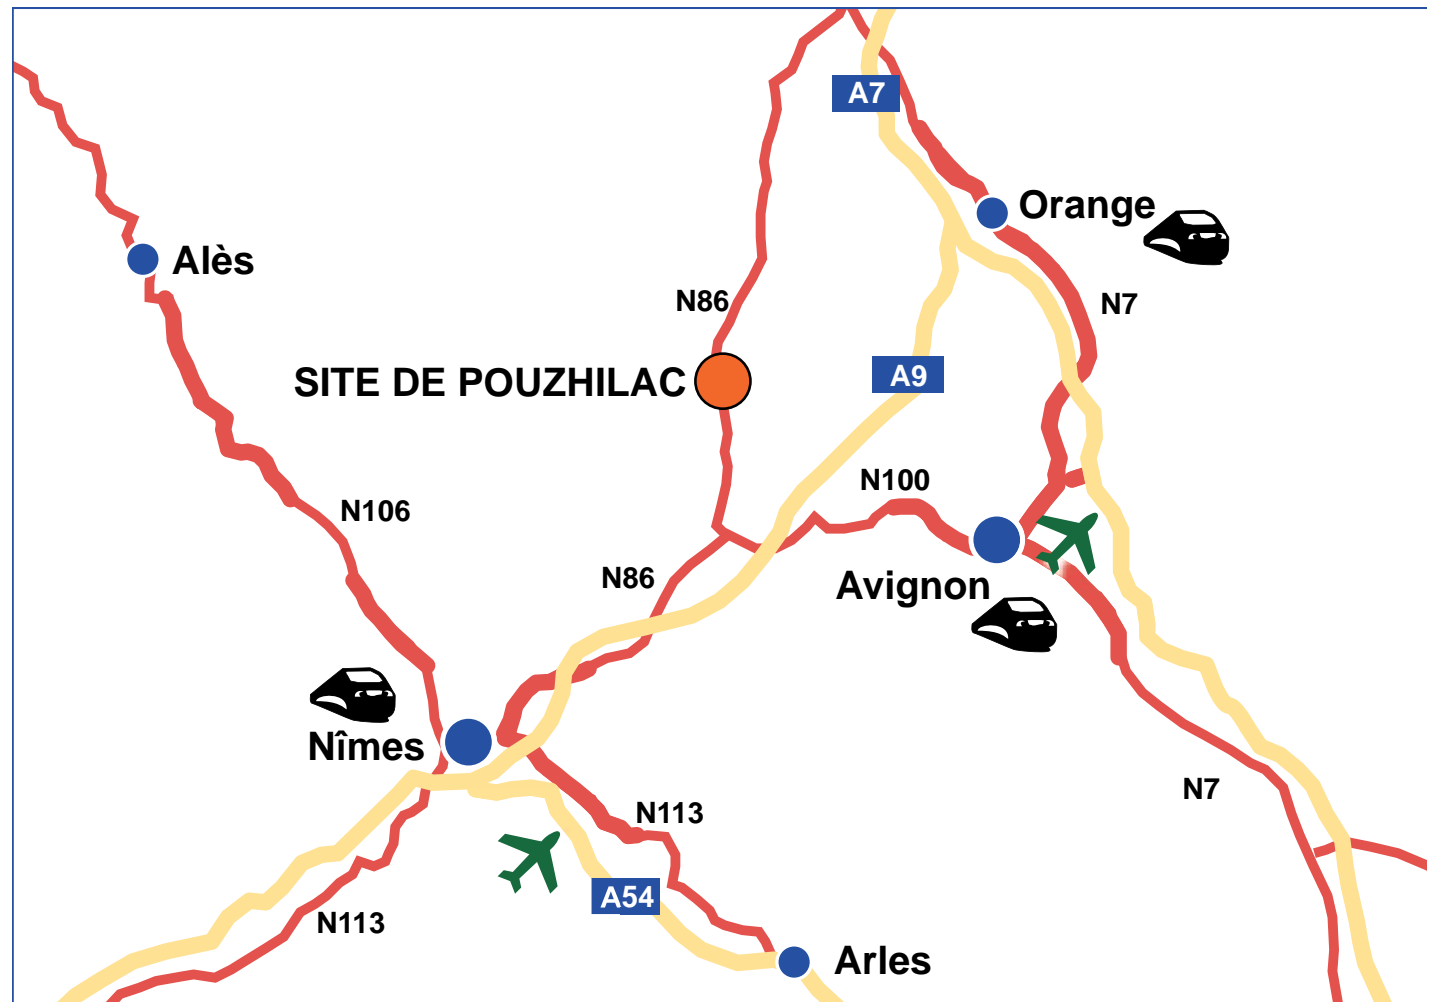 A7
Orange
Alès
N86
N7
SITE DE POUZHILAC
A9
N100
N106
N86
Avignon
Nîmes
N7
N113
A54
N113
Arles